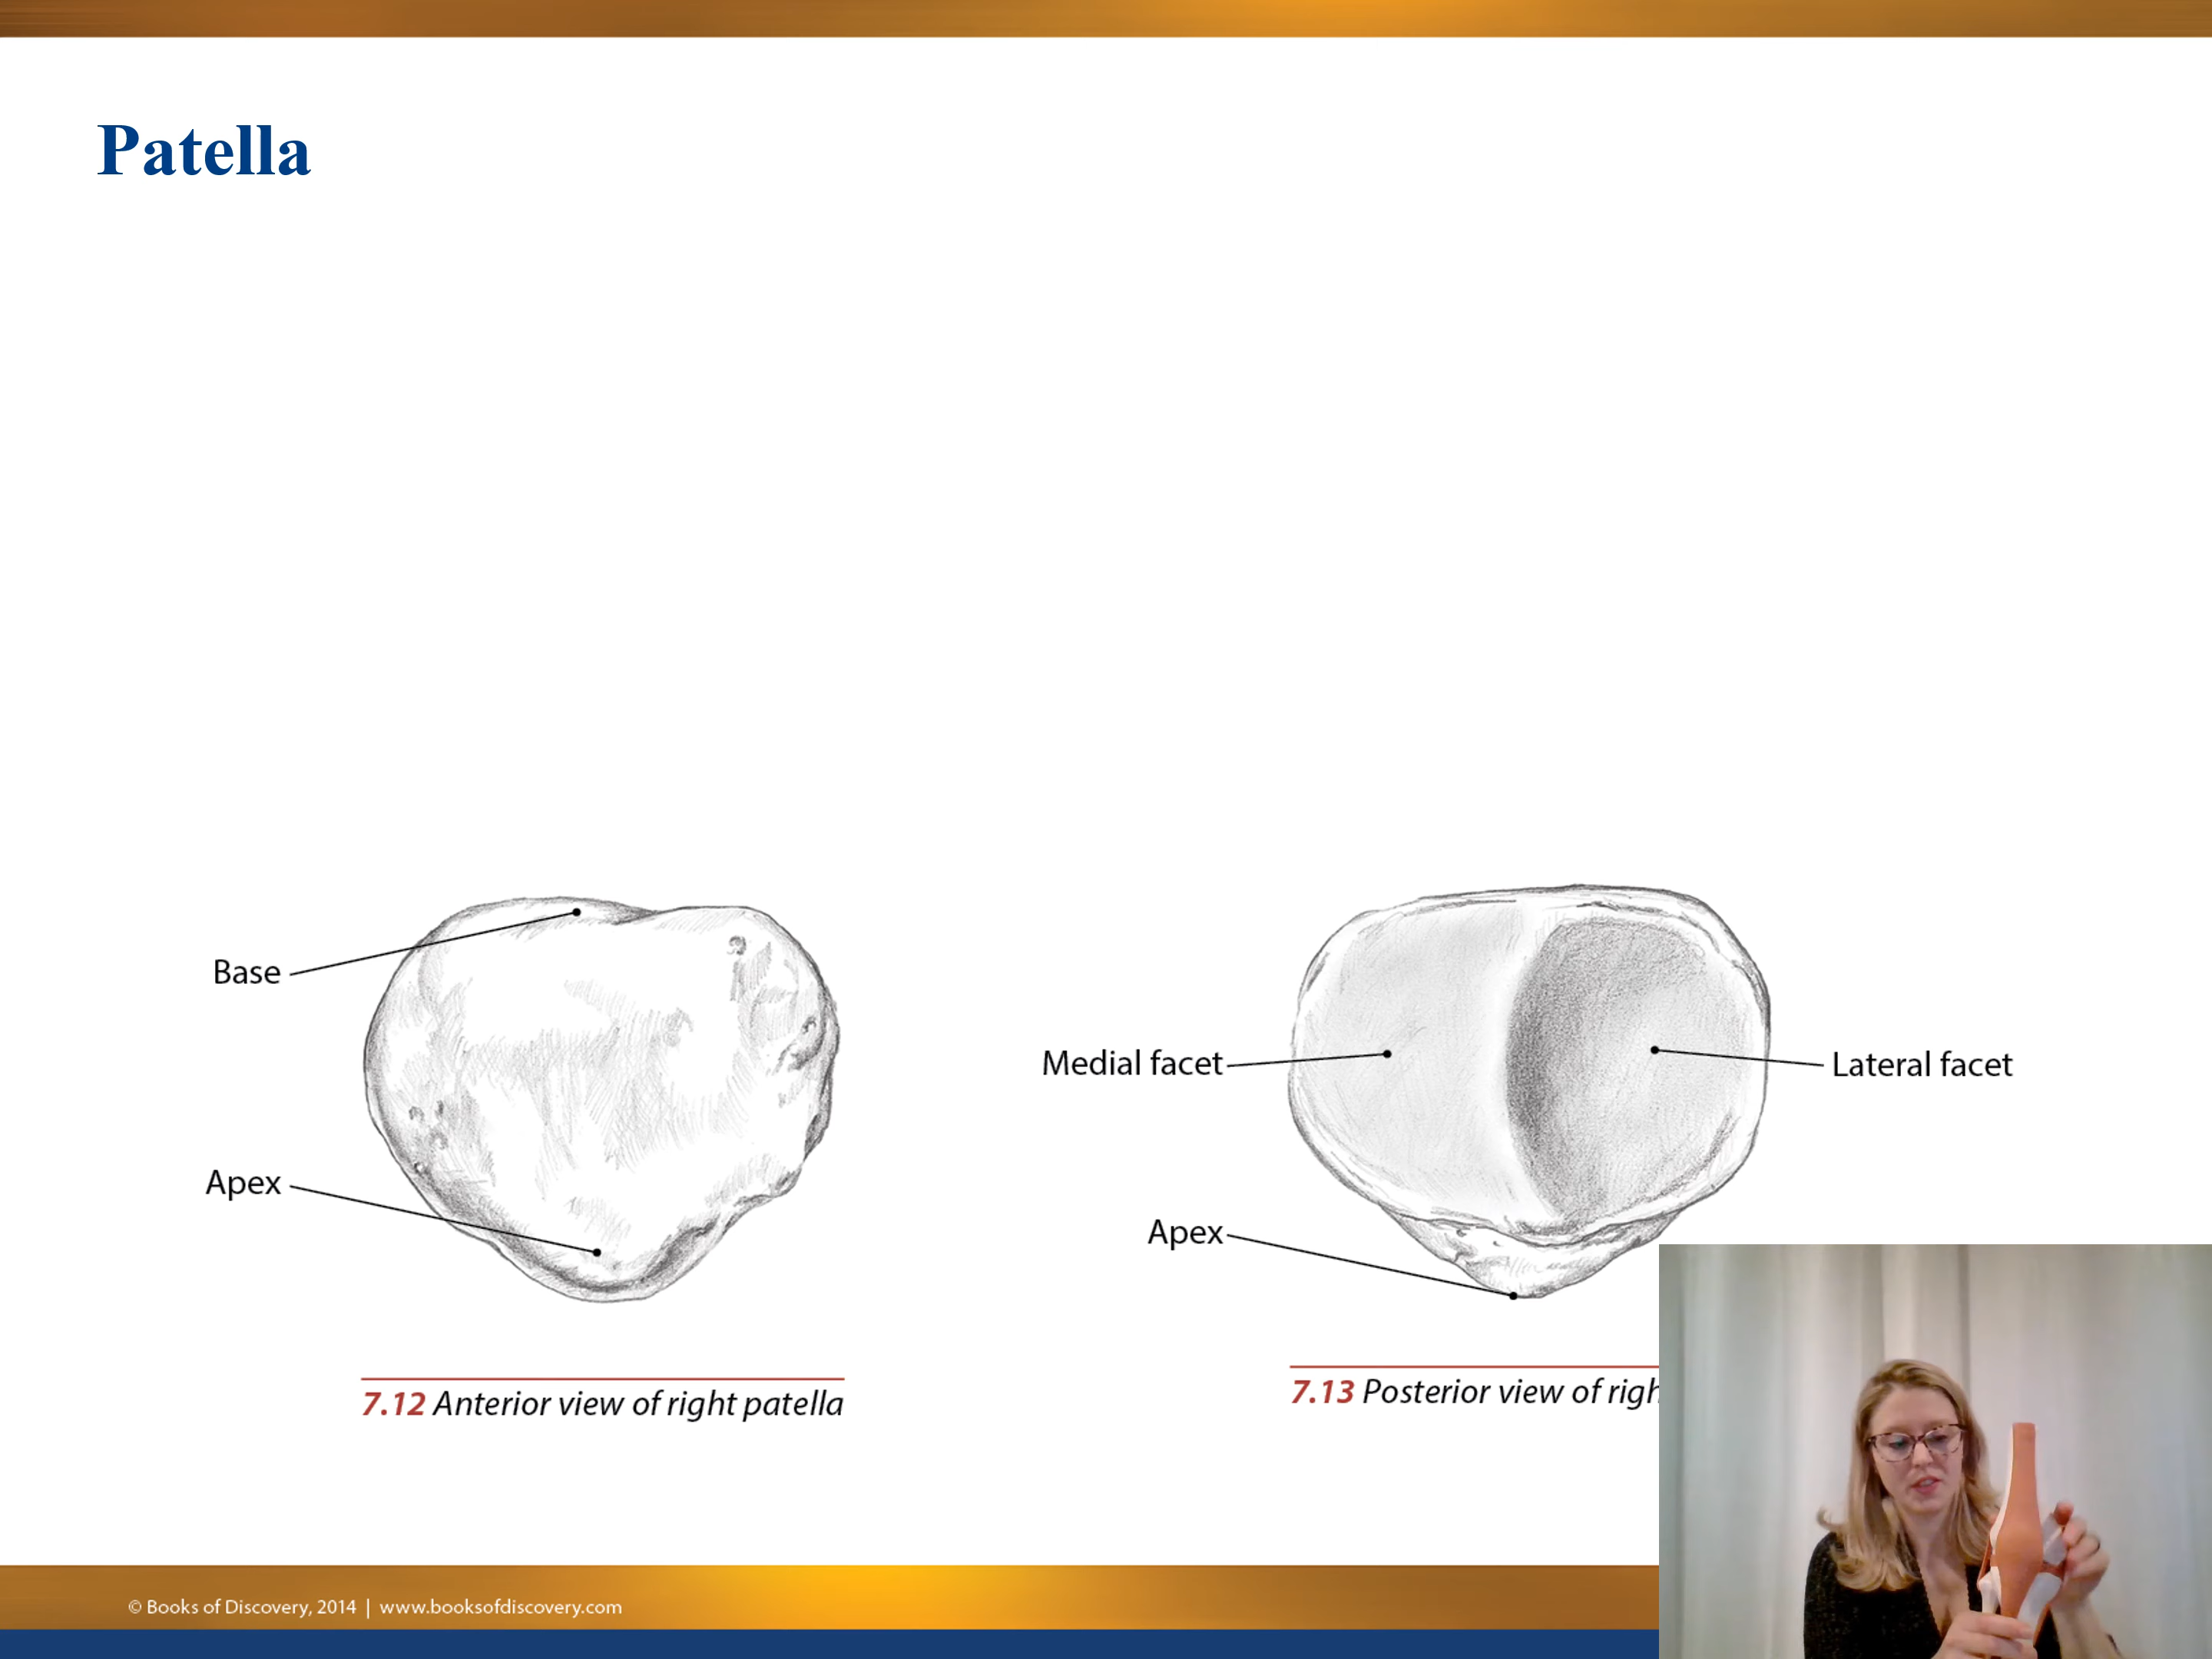 Patella
Base
Apex
Medial facet
Lateral facet
Apex
7.12 Anterior view of right patella
7.13 Posterior view of
© Books of Discovery, 2014 | www.booksofdiscovery.com